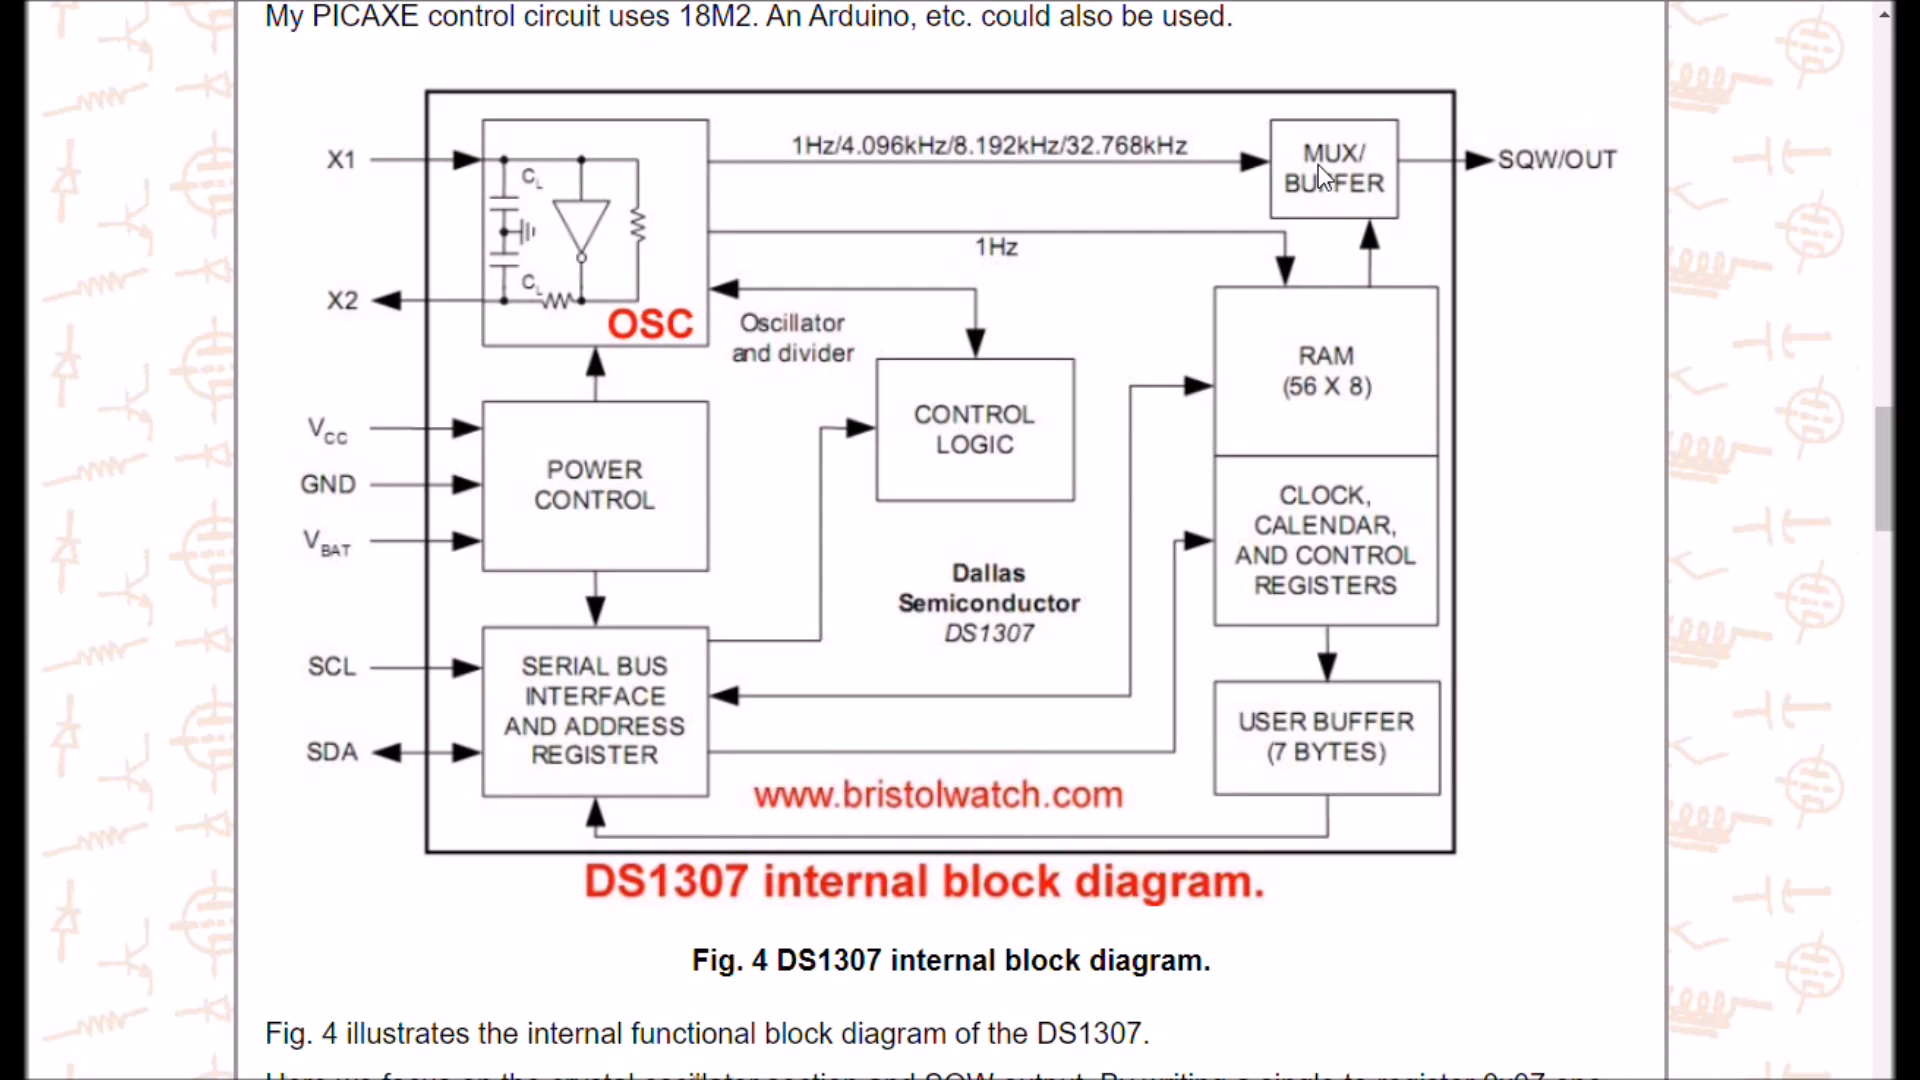 My PICAXE control circuit uses 18M2. An Arduino, etc. could also be used.
X1
CL
1Hz/4.096kHz/8.192kHz/32.768kHz
MUX/
BUFFER
SQW/OUT
1Hz
X2
CL
OSC
Oscillator
and divider
RAM
(56 X 8)
VCC
CONTROL
LOGIC
GND
POWER
CONTROL
VBAT
CLOCK,
CALENDAR,
AND CONTROL
REGISTERS
Dallas
Semiconductor
DS1307
SCL
SERIAL BUS
INTERFACE
AND ADDRESS
REGISTER
SDA
USER BUFFER
(7 BYTES)
www.bristolwatch.com
DS1307 internal block diagram.
Fig. 4 DS1307 internal block diagram.
Fig. 4 illustrates the internal functional block diagram of the DS1307.